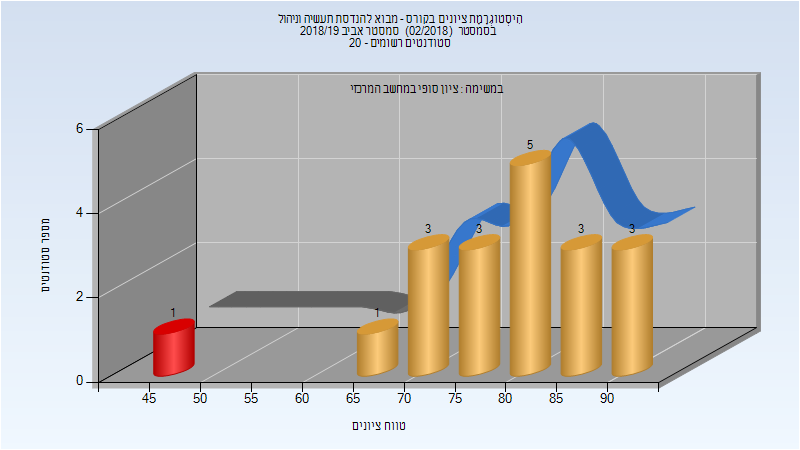 הִיסְטוֹגְרָמַת ציונים בקורס - מבוא להנדסת תעשיה וניהול
בסמסטר (02/2018) סמסטר אביב 2018/19
סטודנטים רשומים - 20
במשימה : ציון סופי במחשב המרכזי
מספר סטודנטים
6
4
2
0
1
1
3
3
5
3
3
45 50 55 60 65 70 75 80 85 90
טווח ציונים